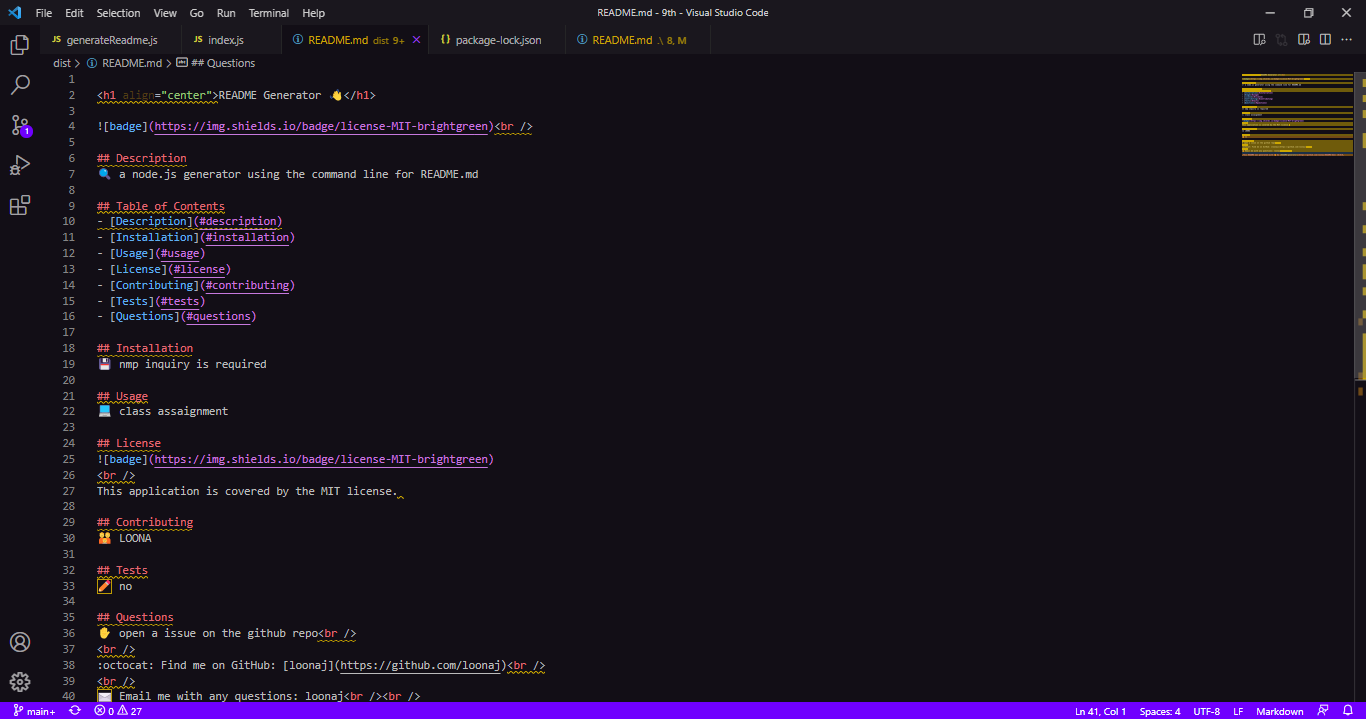 File Edit Selection View Go Run Terminal Help README.md - 9th - Visual Studio Code
JS generateReadme.js JS index.js README.md dist 9+ {} package-lock.json README.md .\ 8, M
dist > README.md > ## Questions
1
2 <h1 align="center">README Generator 👋</h1>
3
4 ![badge](https://img.shields.io/badge/license-MIT-brightgreen)<br />
5
6 ## Description
7 🔍 a node.js generator using the command line for README.md
8
9 ## Table of Contents
10 - [Description](#description)
11 - [Installation](#installation)
12 - [Usage](#usage)
13 - [License](#license)
14 - [Contributing](#contributing)
15 - [Tests](#tests)
16 - [Questions](#questions)
17
18 ## Installation
19 💾 nmp inquiry is required
20
21 ## Usage
22 💻 class assaignment
23
24 ## License
25 ![badge](https://img.shields.io/badge/license-MIT-brightgreen)
26 <br />
27 This application is covered by the MIT license.
28
29 ## Contributing
30 👪 LOONA
31
32 ## Tests
33 ✏️ no
34
35 ## Questions
36 ✋ open a issue on the github repo<br />
37 <br />
38 :octocat: Find me on GitHub: [loonaj](https://github.com/loonaj)<br />
39 <br />
40 ✉️ Email me with any questions: loonaj<br /><br />
1
main+ 0 27 Ln 41, Col 1 Spaces: 4 UTF-8 LF Markdown